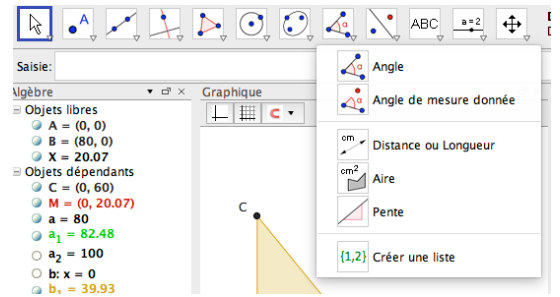 A ABC a=2 D
Saisie:
Algèbre Graphique
Objets libres
A = (0, 0)
B = (80, 0)
X = 20.07
Objets dépendants
C = (0, 60)
M = (0, 20.07)
a = 80
a₁ = 82.48
a₂ = 100
b: x = 0
b₁ = 39.93
C
α Angle
α Angle de mesure donnée
cm Distance ou Longueur
cm² Aire
Pente
{1,2} Créer une liste